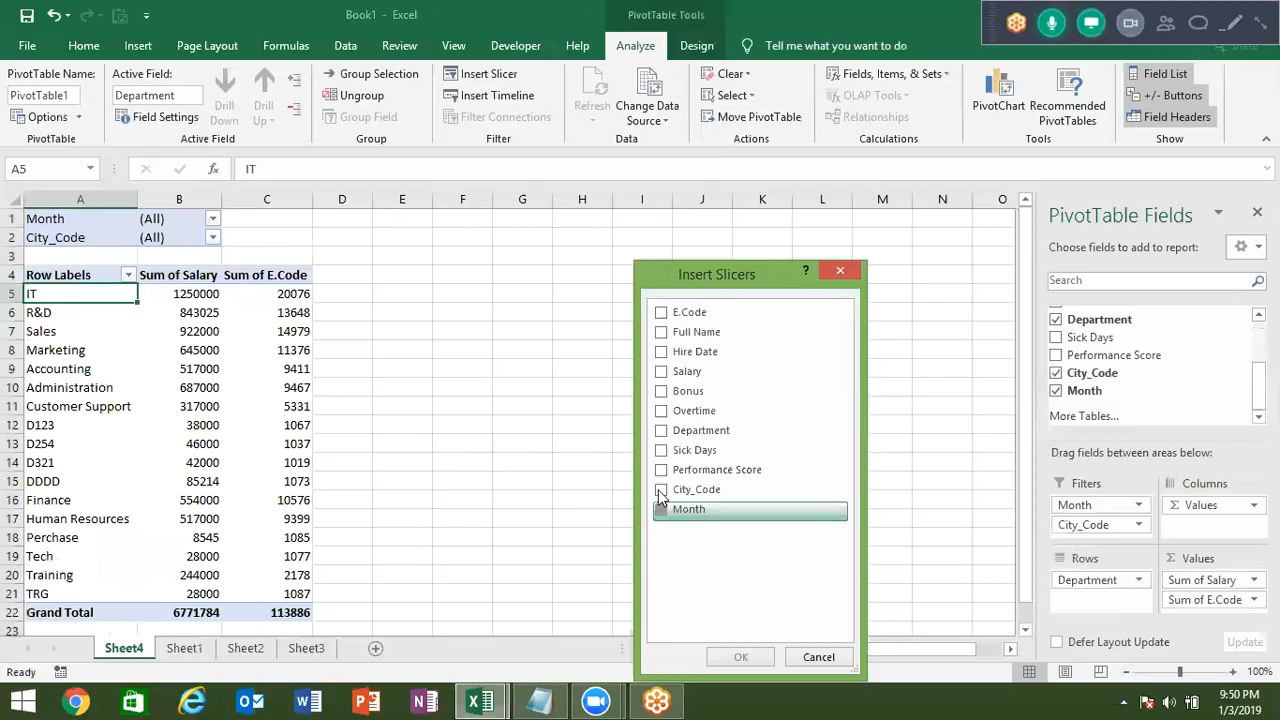 Book1 - Excel
PivotTable Tools
File Home Insert Page Layout Formulas Data Review View Developer Help Analyze Design Tell me what you want to do Share
PivotTable Name: Active Field:
PivotTable1 Department
Options Field Settings
Drill Down Drill Up
PivotTable Active Field
Group Selection
Ungroup
Group Field
Group
Insert Slicer
Insert Timeline
Filter Connections
Filter
Refresh Change Data Source
Data
Clear
Select
Move PivotTable
Actions
Fields, Items, & Sets
OLAP Tools
Relationships
Calculations
PivotChart Recommended PivotTables
Tools
Field List
+/- Buttons
Field Headers
Show
A5 fx IT
A B C D E F G H I J K L M N O
1 Month (All)
2 City_Code (All)
3
4 Row Labels Sum of Salary Sum of E.Code
5 IT 1250000 20076
6 R&D 843025 13648
7 Sales 922000 14979
8 Marketing 645000 11376
9 Accounting 517000 9411
10 Administration 687000 9467
11 Customer Support 317000 5331
12 D123 38000 1067
13 D254 46000 1037
14 D321 42000 1019
15 DDDD 85214 1073
16 Finance 554000 10576
17 Human Resources 517000 9399
18 Perchase 8545 1085
19 Tech 28000 1077
20 Training 244000 2178
21 TRG 28000 1087
22 Grand Total 6771784 113886
23
Insert Slicers ?
E.Code
Full Name
Hire Date
Salary
Bonus
Overtime
Department
Sick Days
Performance Score
City_Code
Month
OK Cancel
PivotTable Fields
Choose fields to add to report:
Search
Department
Sick Days
Performance Score
City_Code
Month
More Tables...
Drag fields between areas below:
Filters Columns
Month Σ Values
City_Code
Rows Σ Values
Department Sum of Salary
Sum of E.Code
Defer Layout Update Update
Sheet4 Sheet1 Sheet2 Sheet3
Ready 100%
9:50 PM
1/3/2019